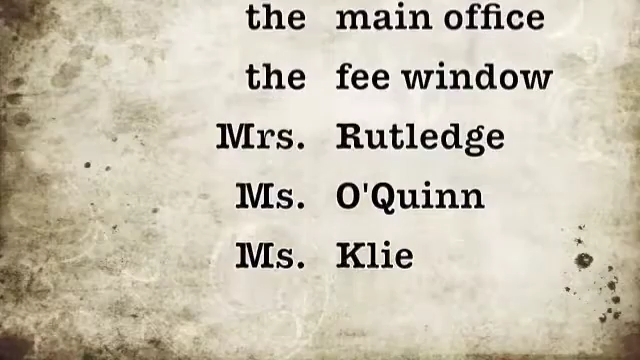 the main office
the fee window
Mrs. Rutledge
Ms. O'Quinn
Ms. Klie